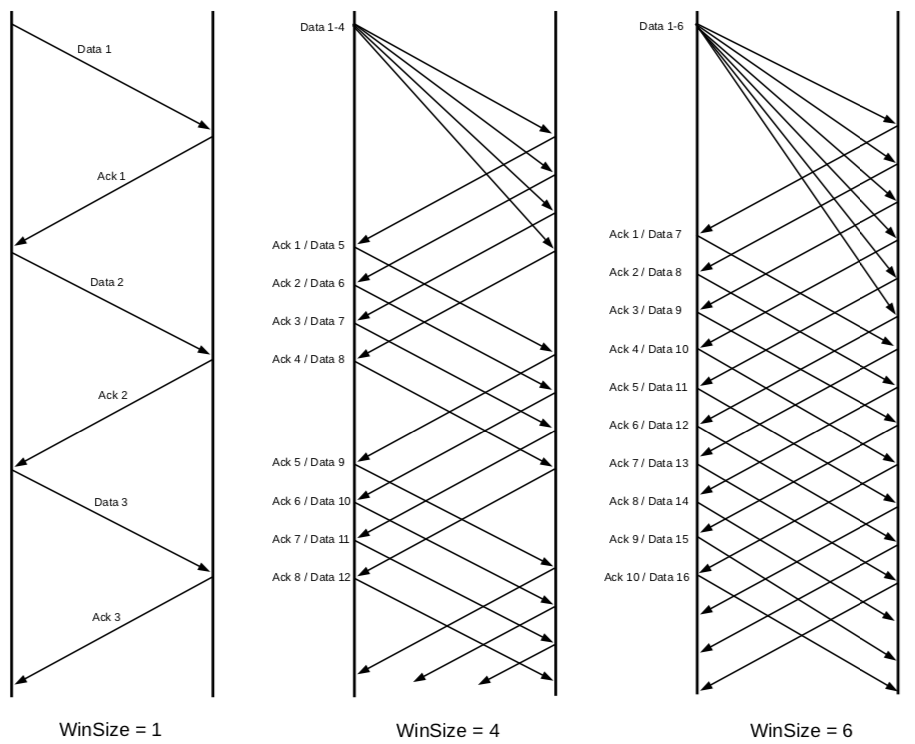 Data 1
Ack 1
Data 2
Ack 2
Data 3
Ack 3
WinSize = 1
Data 1-4
Ack 1 / Data 5
Ack 2 / Data 6
Ack 3 / Data 7
Ack 4 / Data 8
Ack 5 / Data 9
Ack 6 / Data 10
Ack 7 / Data 11
Ack 8 / Data 12
WinSize = 4
Data 1-6
Ack 1 / Data 7
Ack 2 / Data 8
Ack 3 / Data 9
Ack 4 / Data 10
Ack 5 / Data 11
Ack 6 / Data 12
Ack 7 / Data 13
Ack 8 / Data 14
Ack 9 / Data 15
Ack 10 / Data 16
WinSize = 6